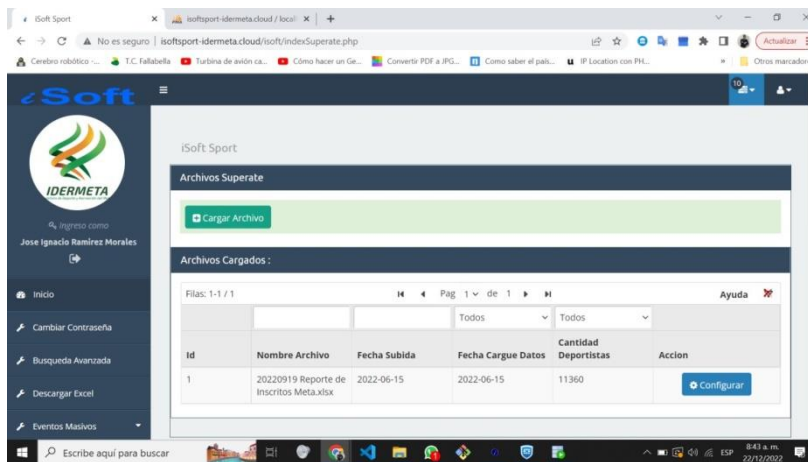 iSoft Sport
isoftsport-idermeta.cloud / local
No es seguro | isoftsport-idermeta.cloud/isoft/indexSuperate.php
Actualizar
Cerebro robótico -...
T.C. Fallabella
Turbina de avión ca...
Cómo hacer un Ge...
Convertir PDF a JPG...
Como saber el país...
IP Location con PH...
»
Otros marcadores
iSoft
10
IDERMETA
Ingreso como
Jose Ignacio Ramirez Morales
Inicio
Cambiar Contraseña
Busqueda Avanzada
Descargar Excel
Eventos Masivos
iSoft Sport
Archivos Superate
Cargar Archivo
Archivos Cargados :
Filas: 1-1 / 1
Pag 1 de 1
Ayuda
Todos
Todos
Id
Nombre Archivo
Fecha Subida
Fecha Cargue Datos
Cantidad
Deportistas
Accion
1
20220919 Reporte de
Inscritos Meta.xlsx
2022-06-15
2022-06-15
11360
Configurar
Escribe aquí para buscar
ESP
8:43 a. m.
22/12/2022